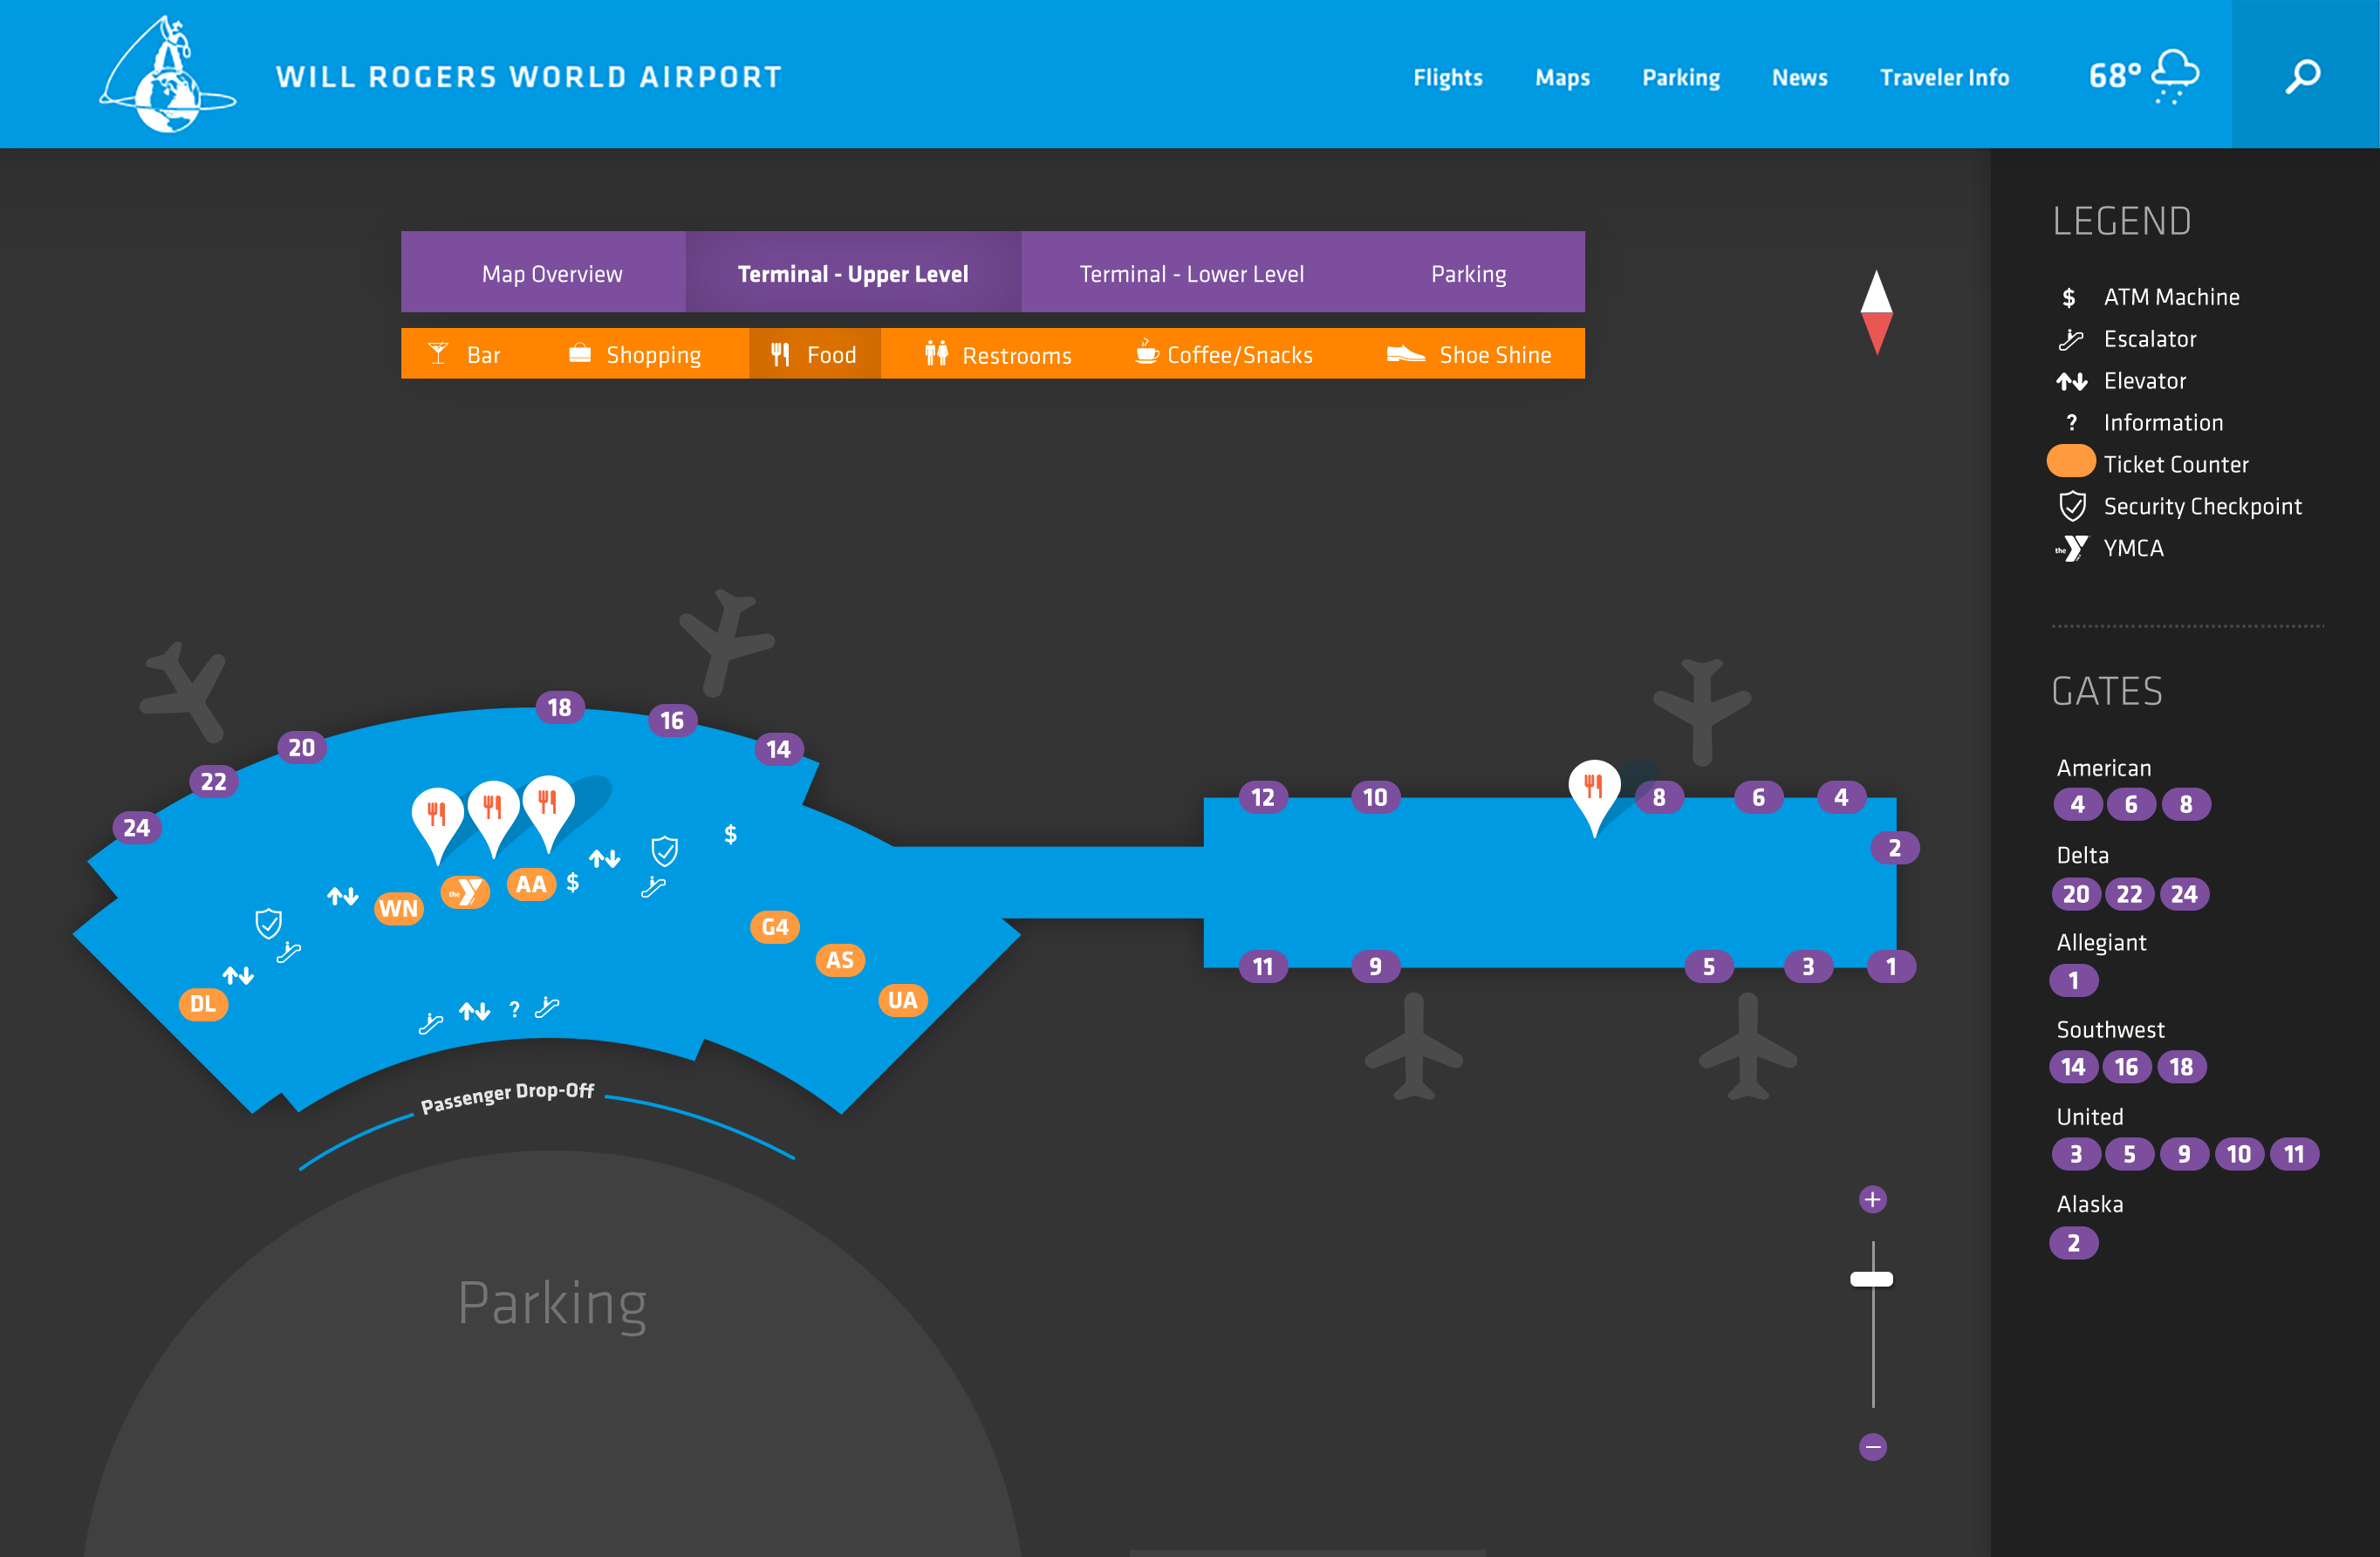 WILL ROGERS WORLD AIRPORT
Flights Maps Parking News Traveler Info 68°
Map Overview Terminal - Upper Level Terminal - Lower Level Parking
Bar Shopping Food Restrooms Coffee/Snacks Shoe Shine
LEGEND
$ ATM Machine
Escalator
Elevator
? Information
Ticket Counter
Security Checkpoint
the Y YMCA
GATES
American
4 6 8
Delta
20 22 24
Allegiant
1
Southwest
14 16 18
United
3 5 9 10 11
Alaska
2
18
16
20
14
22
24
12 10 8 6 4
$
2
WN the Y AA $
G4
AS
11 9 5 3 1
DL
UA
?
Passenger Drop-Off
Parking